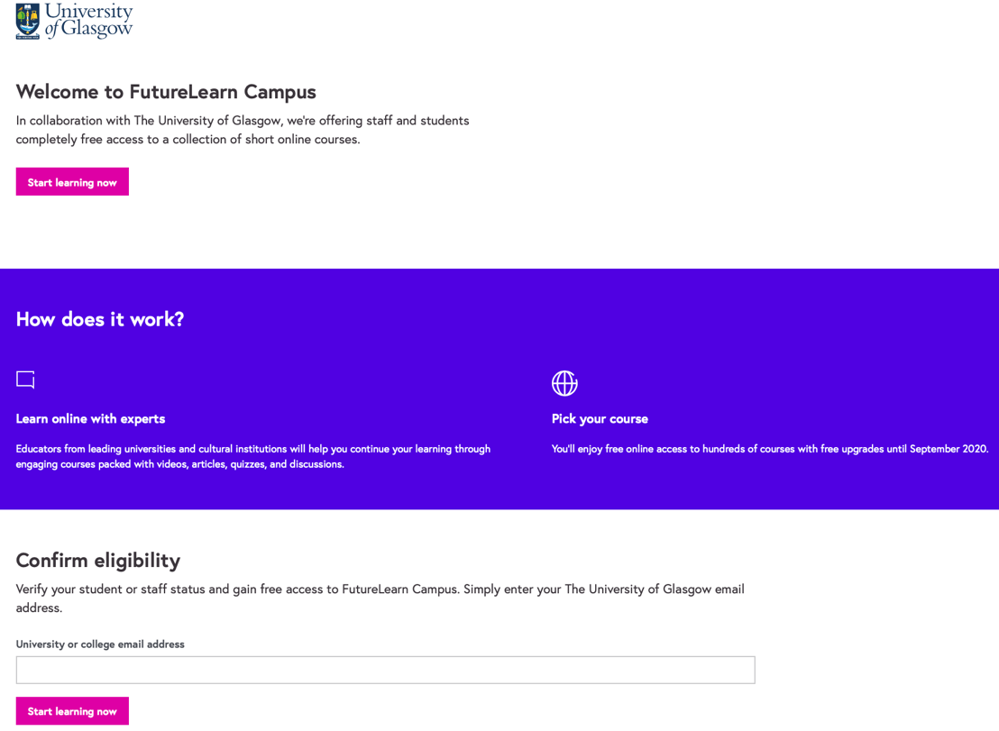 University
of Glasgow
Welcome to FutureLearn Campus
In collaboration with The University of Glasgow, we're offering staff and students
completely free access to a collection of short online courses.
Start learning now
How does it work?
Learn online with experts
Educators from leading universities and cultural institutions will help you continue your learning through
engaging courses packed with videos, articles, quizzes, and discussions.
Pick your course
You'll enjoy free online access to hundreds of courses with free upgrades until September 2020.
Confirm eligibility
Verify your student or staff status and gain free access to FutureLearn Campus. Simply enter your The University of Glasgow email
address.
University or college email address
Start learning now